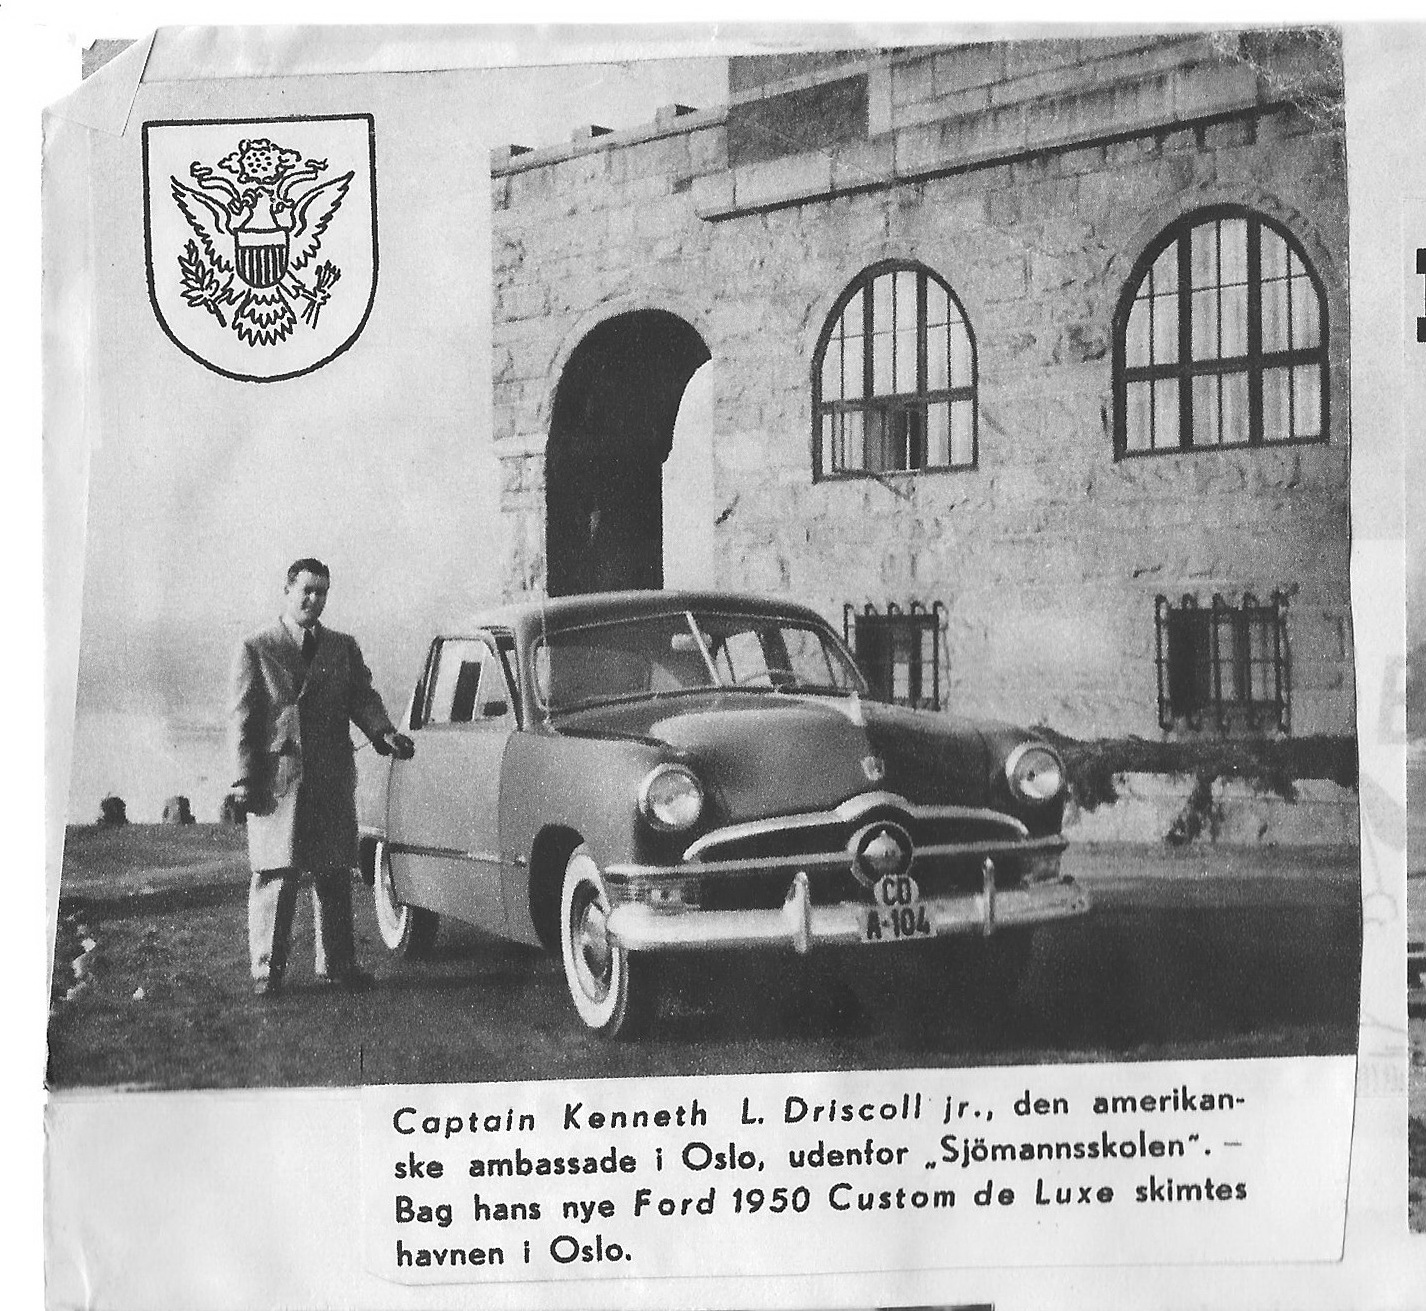 CD
A-104
Captain Kenneth L. Driscoll jr., den amerikan-
ske ambassade i Oslo, udenfor „Sjömannsskolen". —
Bag hans nye Ford 1950 Custom de Luxe skimtes
havnen i Oslo.